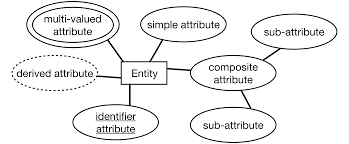 multi-valued
attribute
simple attribute
sub-attribute
derived attribute
Entity
composite
attribute
identifier
attribute
sub-attribute